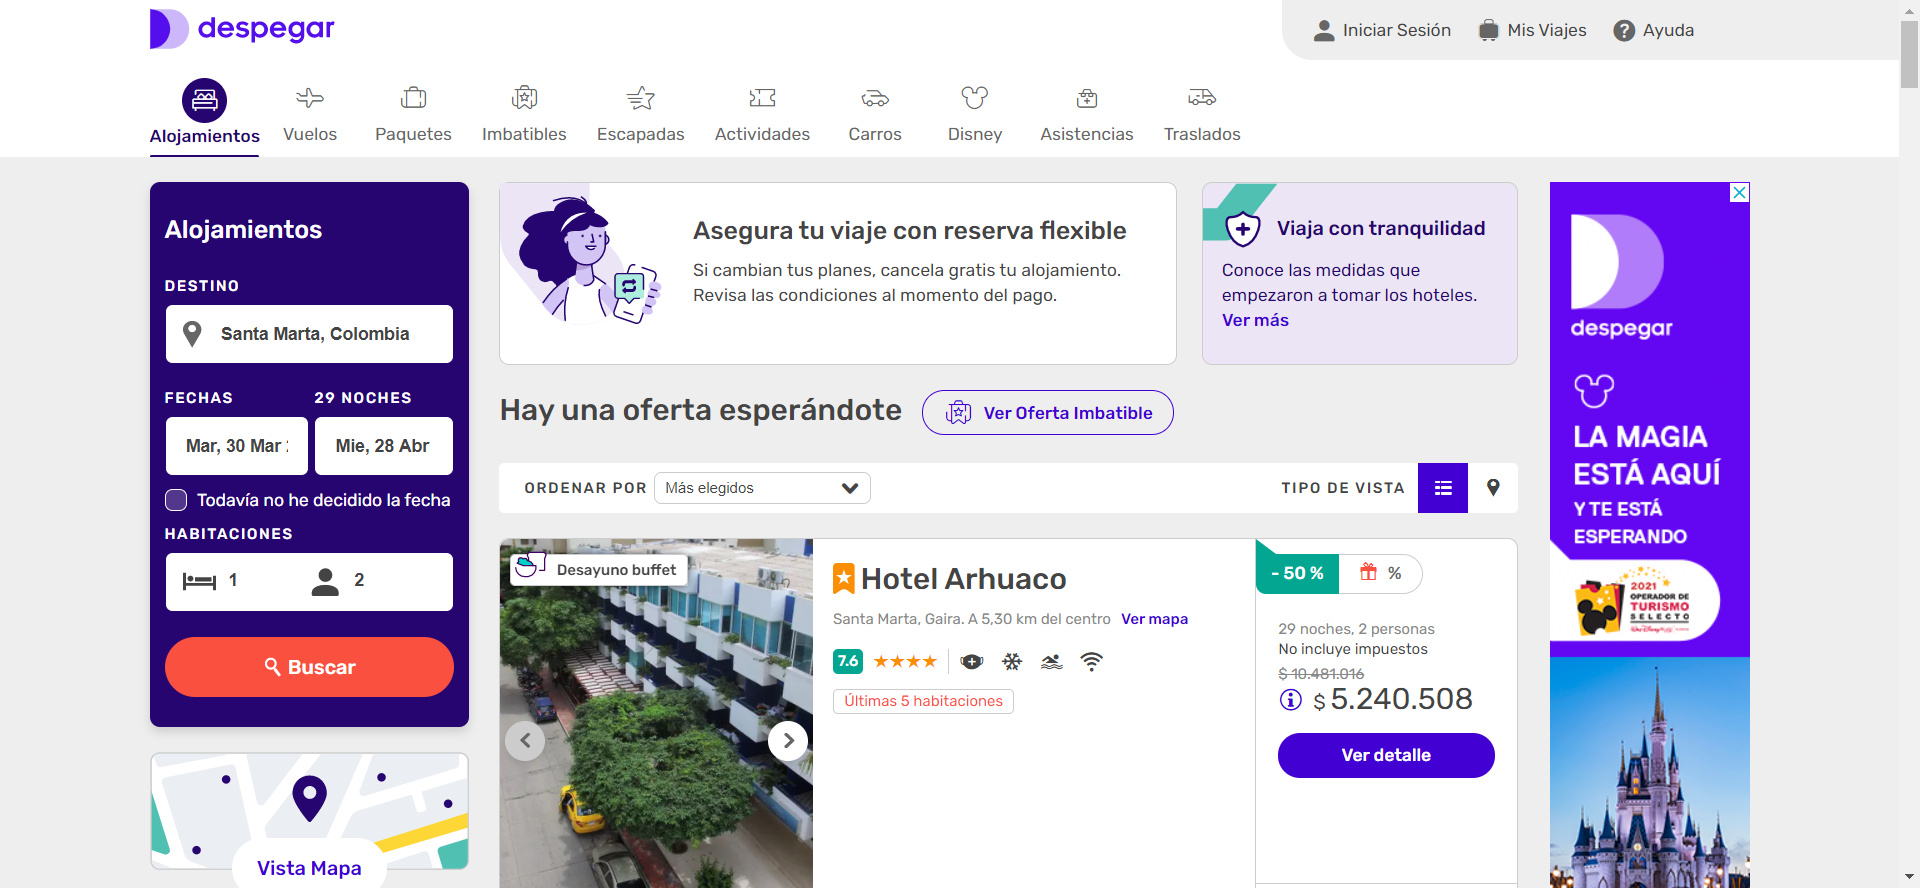 despegar
Iniciar Sesión
Mis Viajes
Ayuda
Alojamientos
Vuelos
Paquetes
Imbatibles
Escapadas
Actividades
Carros
Disney
Asistencias
Traslados
Alojamientos
DESTINO
Santa Marta, Colombia
FECHAS
29 NOCHES
Mar, 30 Mar
Mie, 28 Abr
Todavía no he decidido la fecha
HABITACIONES
1
2
Buscar
Vista Mapa
Asegura tu viaje con reserva flexible
Si cambian tus planes, cancela gratis tu alojamiento.
Revisa las condiciones al momento del pago.
Viaja con tranquilidad
Conoce las medidas que
empezaron a tomar los hoteles.
Ver más
Hay una oferta esperándote
Ver Oferta Imbatible
ORDENAR POR
Más elegidos
TIPO DE VISTA
Desayuno buffet
Hotel Arhuaco
Santa Marta, Gaira. A 5,30 km del centro Ver mapa
7.6
Últimas 5 habitaciones
- 50 %
%
29 noches, 2 personas
No incluye impuestos
$ 10.481.016
$ 5.240.508
Ver detalle
despegar
LA MAGIA
ESTÁ AQUÍ
Y TE ESTÁ
ESPERANDO
2021
OPERADOR DE
TURISMO
SELECTO